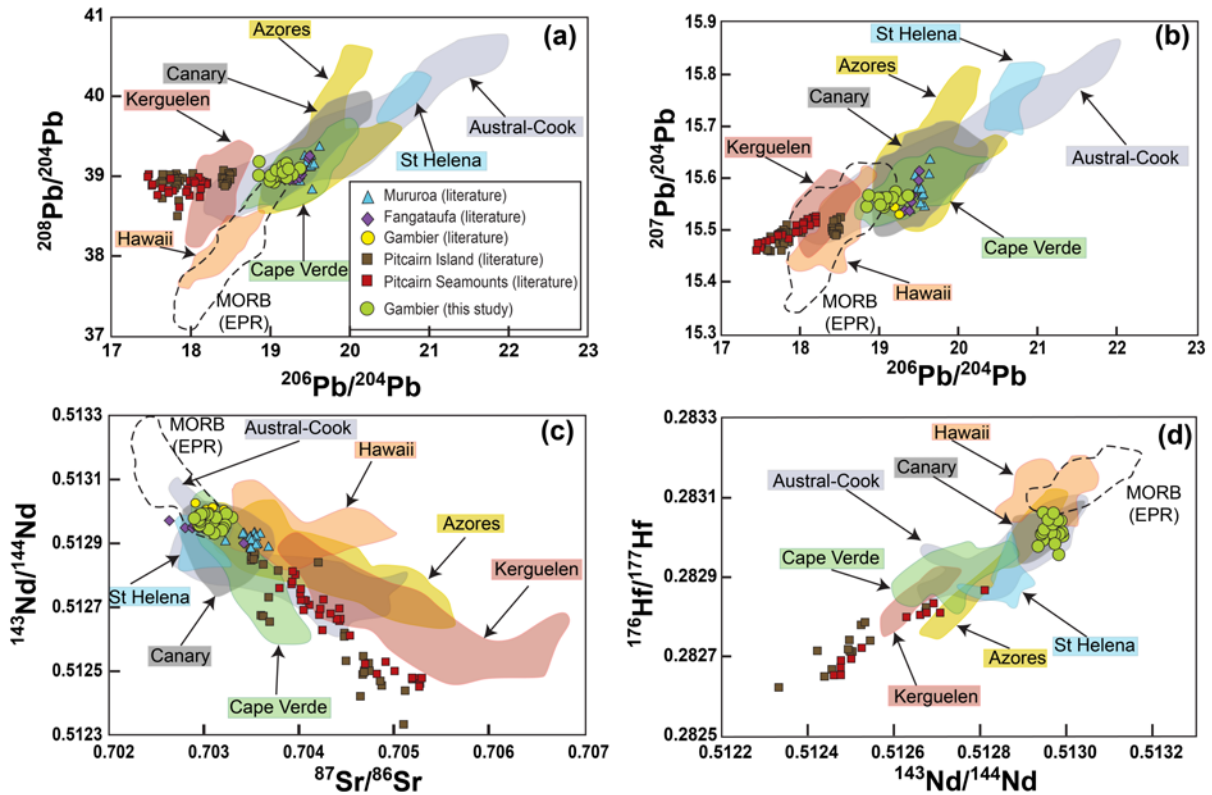 (a)
41
40
39
38
37
208Pb/204Pb
17 18 19 20 21 22 23
206Pb/204Pb
Azores
Canary
Kerguelen
Austral-Cook
St Helena
Hawaii
Cape Verde
MORB
(EPR)
Mururoa (literature)
Fangataufa (literature)
Gambier (literature)
Pitcairn Island (literature)
Pitcairn Seamounts (literature)
Gambier (this study)
(b)
15.9
15.8
15.7
15.6
15.5
15.4
15.3
207Pb/204Pb
17 18 19 20 21 22 23
206Pb/204Pb
St Helena
Azores
Canary
Kerguelen
Austral-Cook
Cape Verde
Hawaii
MORB
(EPR)
(c)
0.5133
0.5131
0.5129
0.5127
0.5125
0.5123
143Nd/144Nd
0.702 0.703 0.704 0.705 0.706 0.707
87Sr/86Sr
MORB
(EPR)
Austral-Cook
Hawaii
Azores
Kerguelen
St Helena
Canary
Cape Verde
(d)
0.2833
0.2831
0.2829
0.2827
0.2825
176Hf/177Hf
0.5122 0.5124 0.5126 0.5128 0.5130 0.5132
143Nd/144Nd
Hawaii
Canary
Austral-Cook
MORB
(EPR)
Cape Verde
St Helena
Azores
Kerguelen